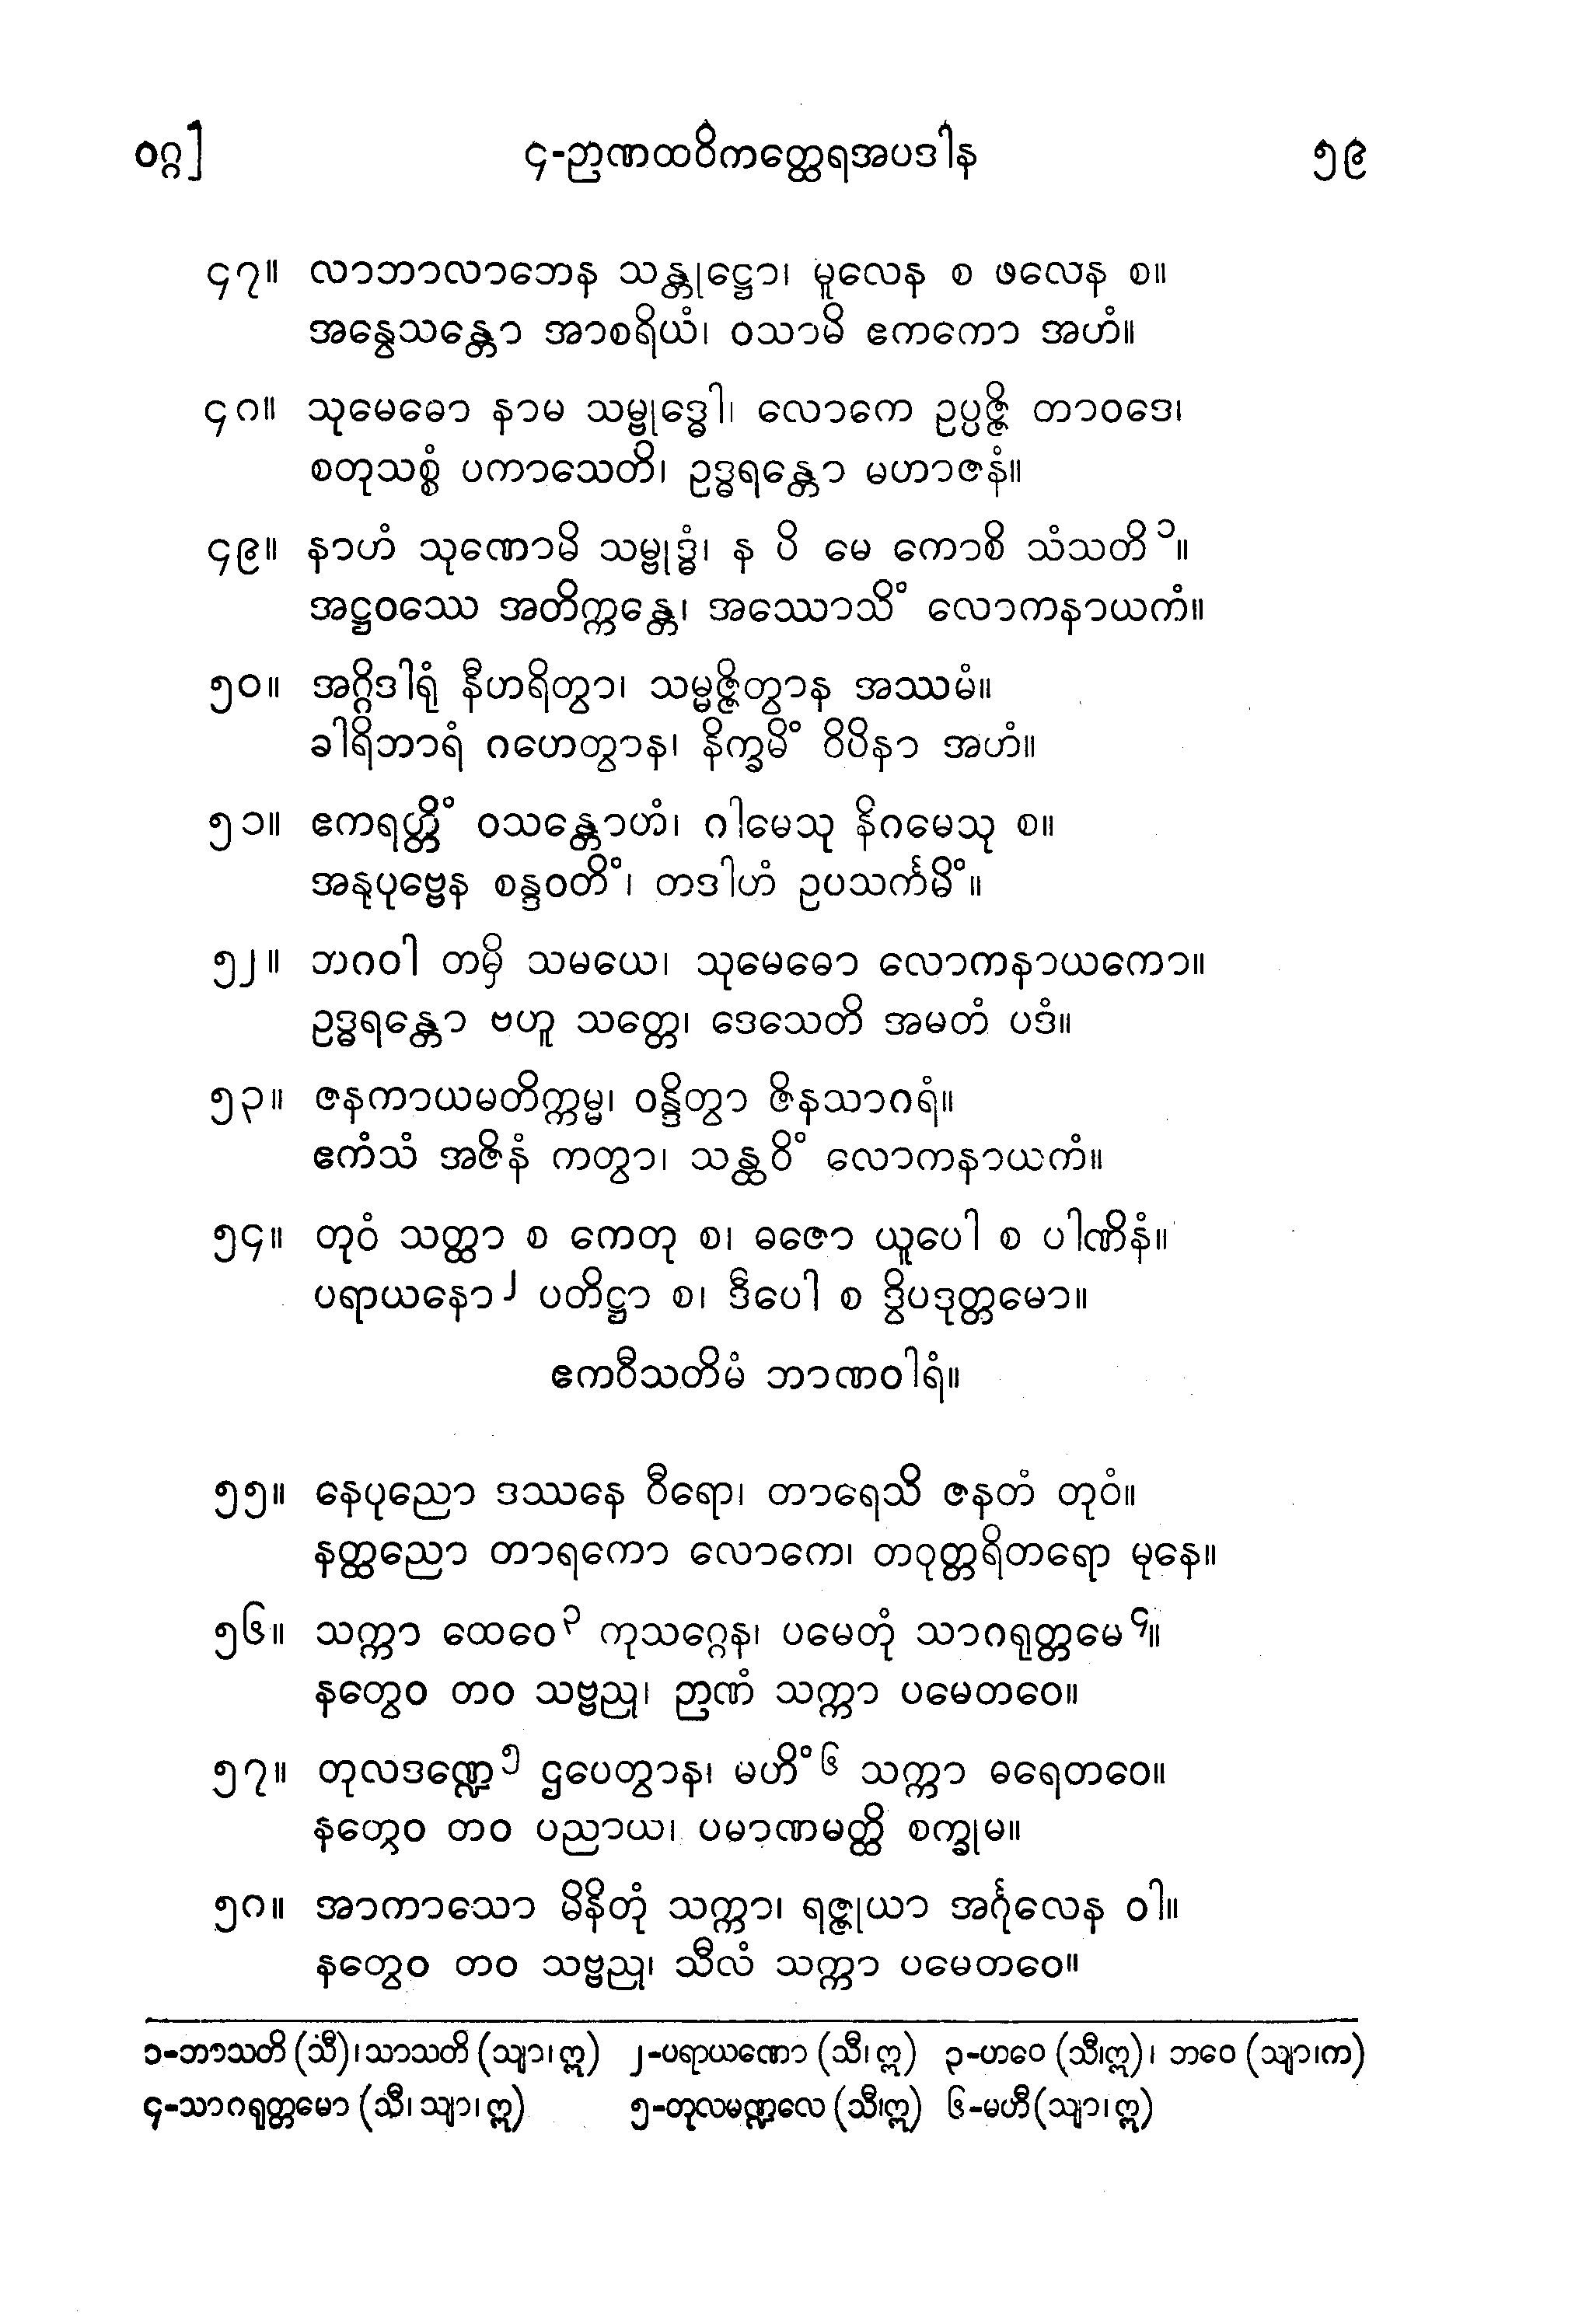 ဝဂ္ဂ] ၄-ဉာဏထဝိကတ္ထေရအပဒါန ၅၉
၄၇။ လာဘာလာဘေန သန္တုဋ္ဌော၊ မူလေန စ ဖလေန စ။
အန္ဝေသန္တော အာစရိယံ၊ ဝသာမိ ဧကကော အဟံ။
၄၈။ သုမေဓော နာမ သမ္ဗုဒ္ဓေါ၊ လောကေ ဥပ္ပဇ္ဇိ တာဝဒေ၊
စတုသစ္စံ ပကာသေတိ၊ ဥဒ္ဓရန္တော မဟာဇနံ။
၄၉။ နာဟံ သုဏောမိ သမ္ဗုဒ္ဓံ၊ န ပိ မေ ကောစိ သံသတိ ၁။
အဋ္ဌဝဿေ အတိက္ကန္တေ၊ အဿောသိံ လောကနာယကံ။
၅၀။ အဂ္ဂိဒါရုံ နီဟရိတွာ၊ သမ္မဇ္ဇိတွာန အဿမံ။
ခါရိဘာရံ ဂဟေတွာန၊ နိက္ခမိံ ဝိပိနာ အဟံ။
၅၁။ ဧကရတ္တိံ ဝသန္တောဟံ၊ ဂါမေသု နိဂမေသု စ။
အနုပုဗ္ဗေန စန္ဒဝတိံ၊ တဒါဟံ ဥပသင်္ကမိံ။
၅၂။ ဘဂဝါ တမှိ သမယေ၊ သုမေဓော လောကနာယကော။
ဥဒ္ဓရန္တော ဗဟူ သတ္တေ၊ ဒေသေတိ အမတံ ပဒံ။
၅၃။ ဇနကာယမတိက္ကမ္မ၊ ဝန္ဒိတွာ ဇိနသာဂရံ။
ဧကံသံ အဇိနံ ကတွာ၊ သန္ထဝိံ လောကနာယကံ။
၅၄။ တုဝံ သတ္ထာ စ ကေတု စ၊ ဓဇော ယူပေါ စ ပါဏိနံ။
ပရာယနော ၂ ပတိဋ္ဌာ စ၊ ဒီပေါ စ ဒွိပဒုတ္တမော။
ဧကဝီသတိမံ ဘာဏဝါရံ။
၅၅။ နေပုညော ဒဿနေ ဝီရော၊ တာရေသိ ဇနတံ တုဝံ။
နတ္ထညော တာရကော လောကေ၊ တဝုတ္တရိတရော မုနေ။
၅၆။ သက္ကာ ထေဝေ ၃ ကုသဂ္ဂေန၊ ပမေတုံ သာဂရုတ္တမေ ၄။
နတွေဝ တဝ သဗ္ဗညု၊ ဉာဏံ သက္ကာ ပမေတဝေ။
၅၇။ တုလဒဏ္ဍေ ၅ ဌပေတွာန၊ မဟိံ ၆ သက္ကာ ဓရေတဝေ။
နတွေဝ တဝ ပညာယ၊ ပမာဏမတ္ထိ စက္ခုမ။
၅၈။ အာကာသော မိနိတုံ သက္ကာ၊ ရဇ္ဇုယာ အင်္ဂုလေန ဝါ။
နတွေဝ တဝ သဗ္ဗညု၊ သီလံ သက္ကာ ပမေတဝေ။
၁-ဘာသတိ (သီ)၊ သာသတိ (သျာ၊ ဣ) ၂-ပရာယဏော (သီ၊ ဣ) ၃-ဟဝေ (သီ၊ဣ)၊ ဘဝေ (သျာ၊က)
၄-သာဂရုတ္တမော (သီ၊ သျာ၊ ဣ) ၅-တုလမဏ္ဍလေ (သီ၊ဣ) ၆-မဟီ (သျာ၊ ဣ)